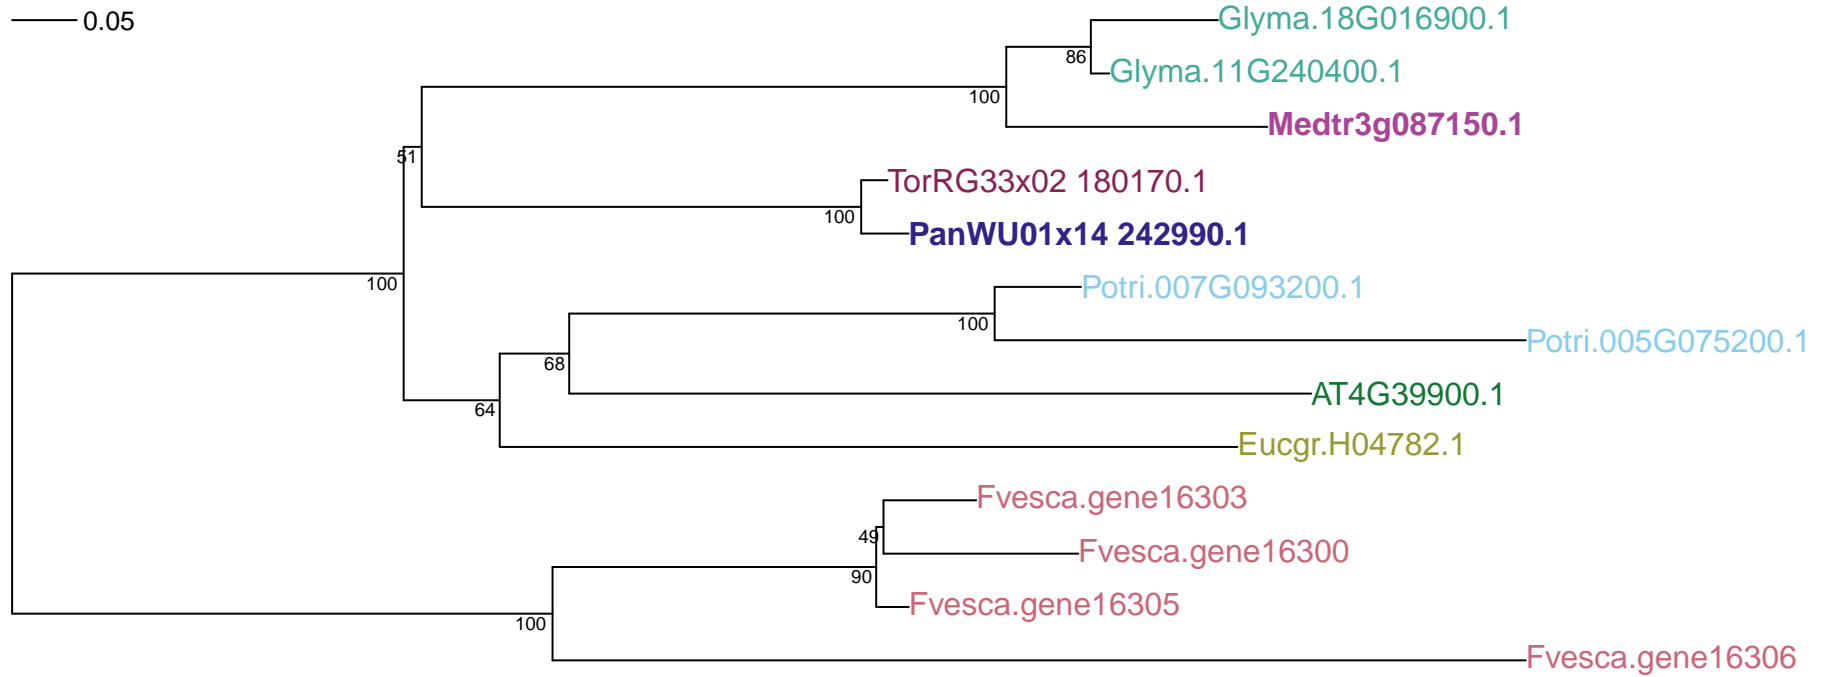 0.05
Glyma.18G016900.1
86
Glyma.11G240400.1
100
Medtr3g087150.1
51
TorRG33x02 180170.1
100
PanWU01x14 242990.1
100
Potri.007G093200.1
100
Potri.005G075200.1
68
AT4G39900.1
64
Eucgr.H04782.1
Fvesca.gene16303
49
Fvesca.gene16300
90
Fvesca.gene16305
100
Fvesca.gene16306